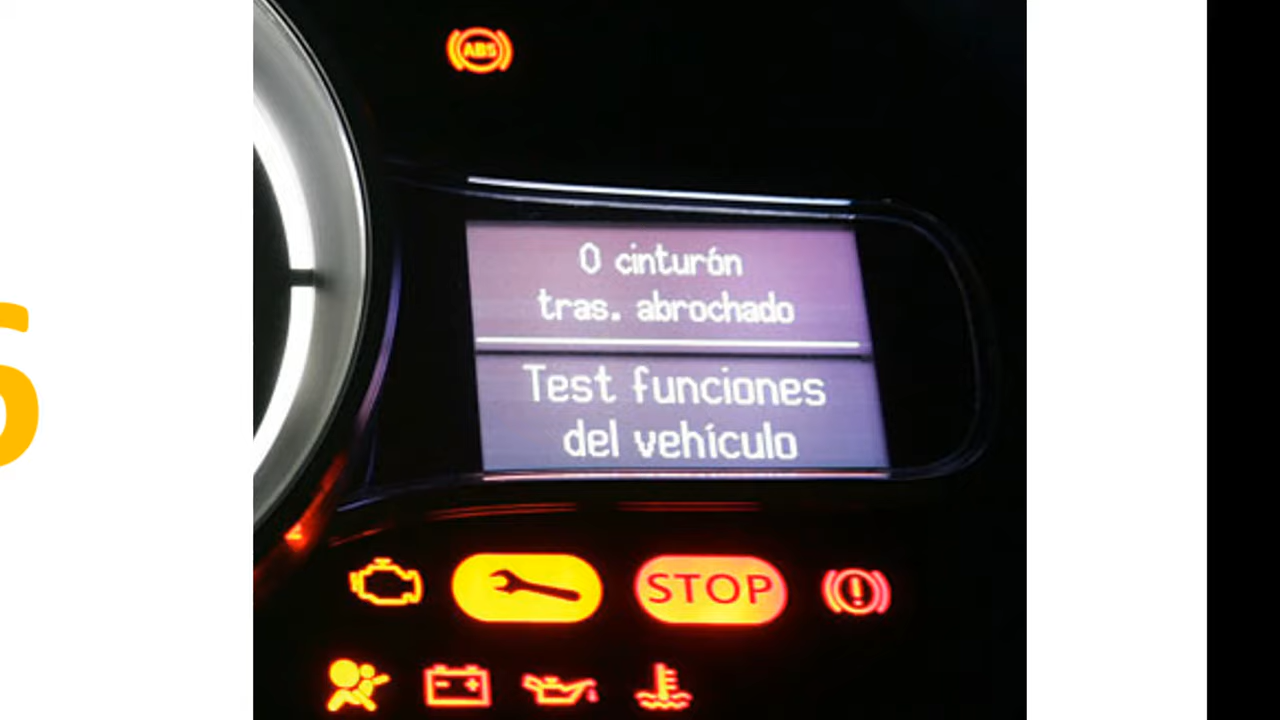 ABS
0 cinturón
tras. abrochado
Test funciones
del vehículo
STOP